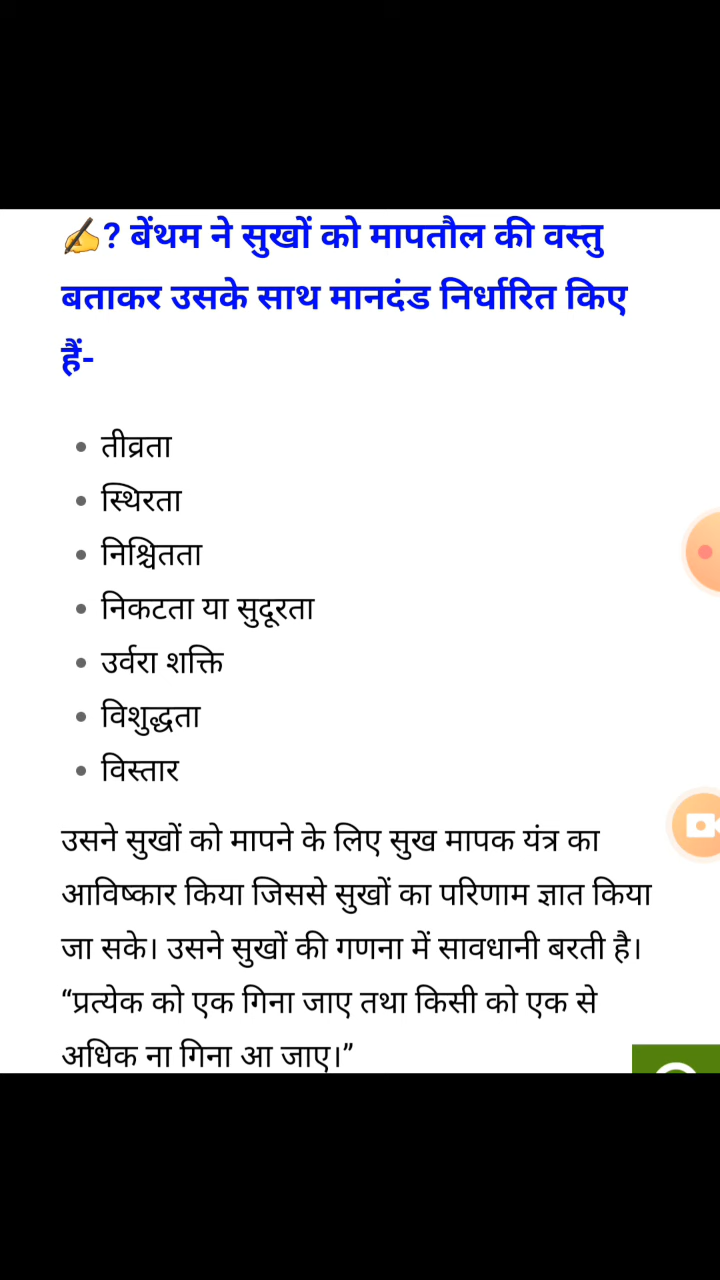 ✍? बेंथम ने सुखों को मापतौल की वस्तु
बताकर उसके साथ मानदंड निर्धारित किए
हैं-
• तीव्रता
• स्थिरता
• निश्चितता
• निकटता या सुदूरता
• उर्वरा शक्ति
• विशुद्धता
• विस्तार
उसने सुखों को मापने के लिए सुख मापक यंत्र का
आविष्कार किया जिससे सुखों का परिणाम ज्ञात किया
जा सके। उसने सुखों की गणना में सावधानी बरती है।
“प्रत्येक को एक गिना जाए तथा किसी को एक से
अधिक ना गिना आ जाए।”